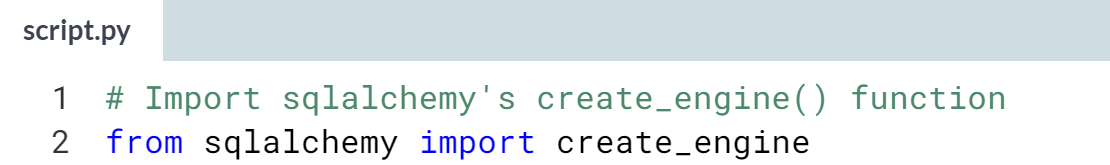 script.py
1 # Import sqlalchemy's create_engine() function
2 from sqlalchemy import create_engine